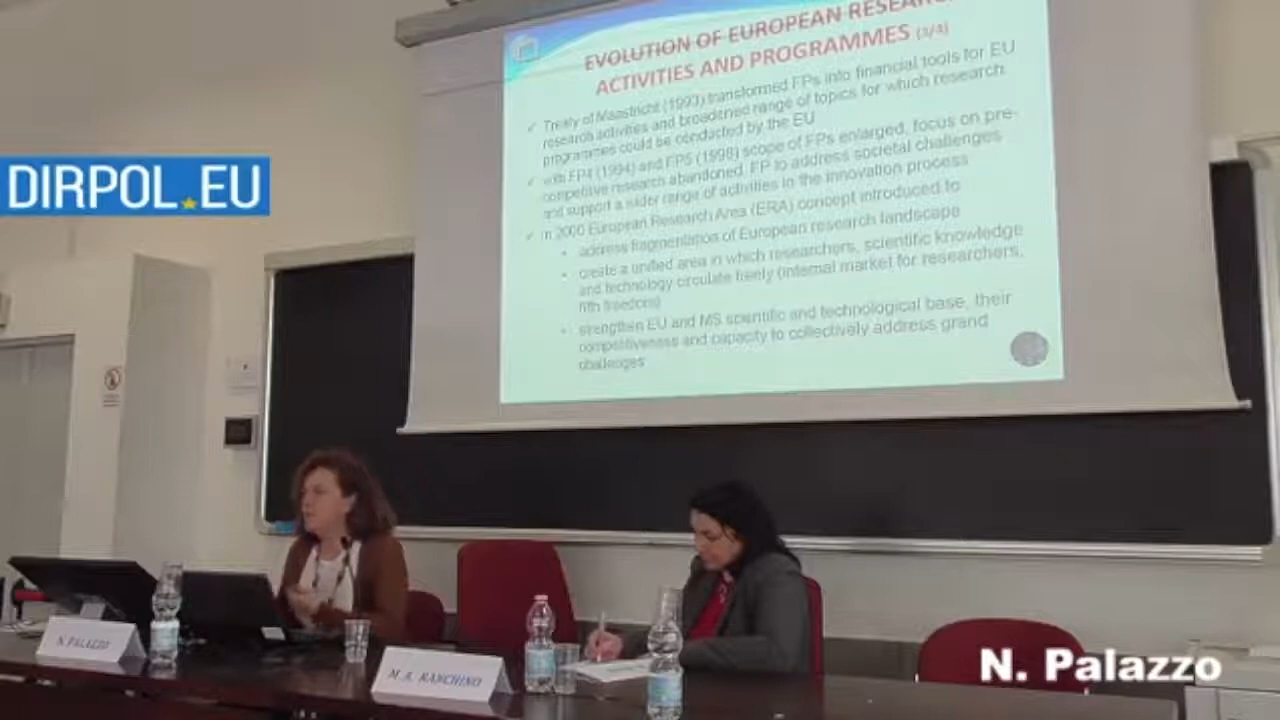 EVOLUTION OF EUROPEAN RESEARC
ACTIVITIES AND PROGRAMMES (3/4)
✓ Treaty of Maastricht (1993) transformed FPs into financial tools for EU
research activities and broadened range of topics for which research
programmes could be conducted by the EU
✓ with FP4 (1994) and FP5 (1998) scope of FPs enlarged, focus on pre-
competitive research abandoned, FP to address societal challenges
and support a wider range of activities in the innovation process
✓ In 2000 European Research Area (ERA) concept introduced to
• address fragmentation of European research landscape
• create a unified area in which researchers, scientific knowledge
and technology circulate freely (internal market for researchers,
fifth freedom)
• strengthen EU and MS scientific and technological base, their
competitiveness and capacity to collectively address grand
challenges
DIRPOL.EU
N. PALAZZO
M. A. RANCHINO
N. Palazzo